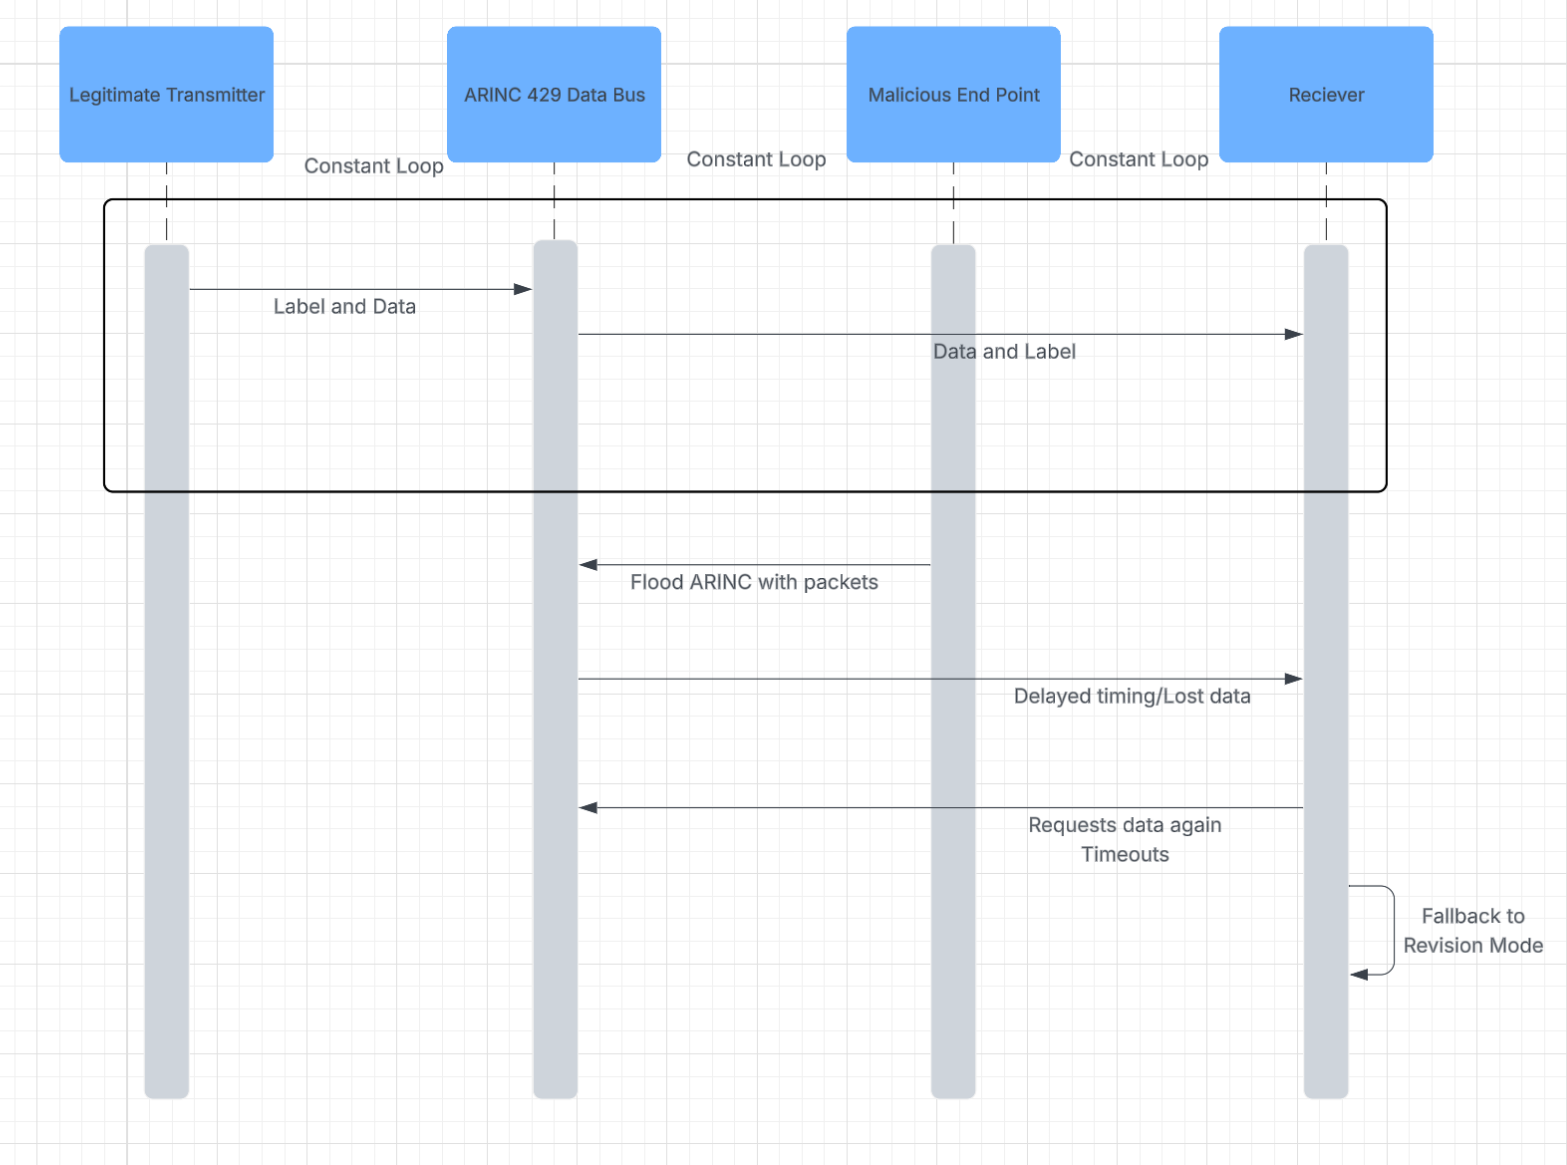 Legitimate Transmitter
ARINC 429 Data Bus
Malicious End Point
Reciever
Constant Loop
Constant Loop
Constant Loop
Label and Data
Data and Label
Flood ARINC with packets
Delayed timing/Lost data
Requests data again
Timeouts
Fallback to
Revision Mode